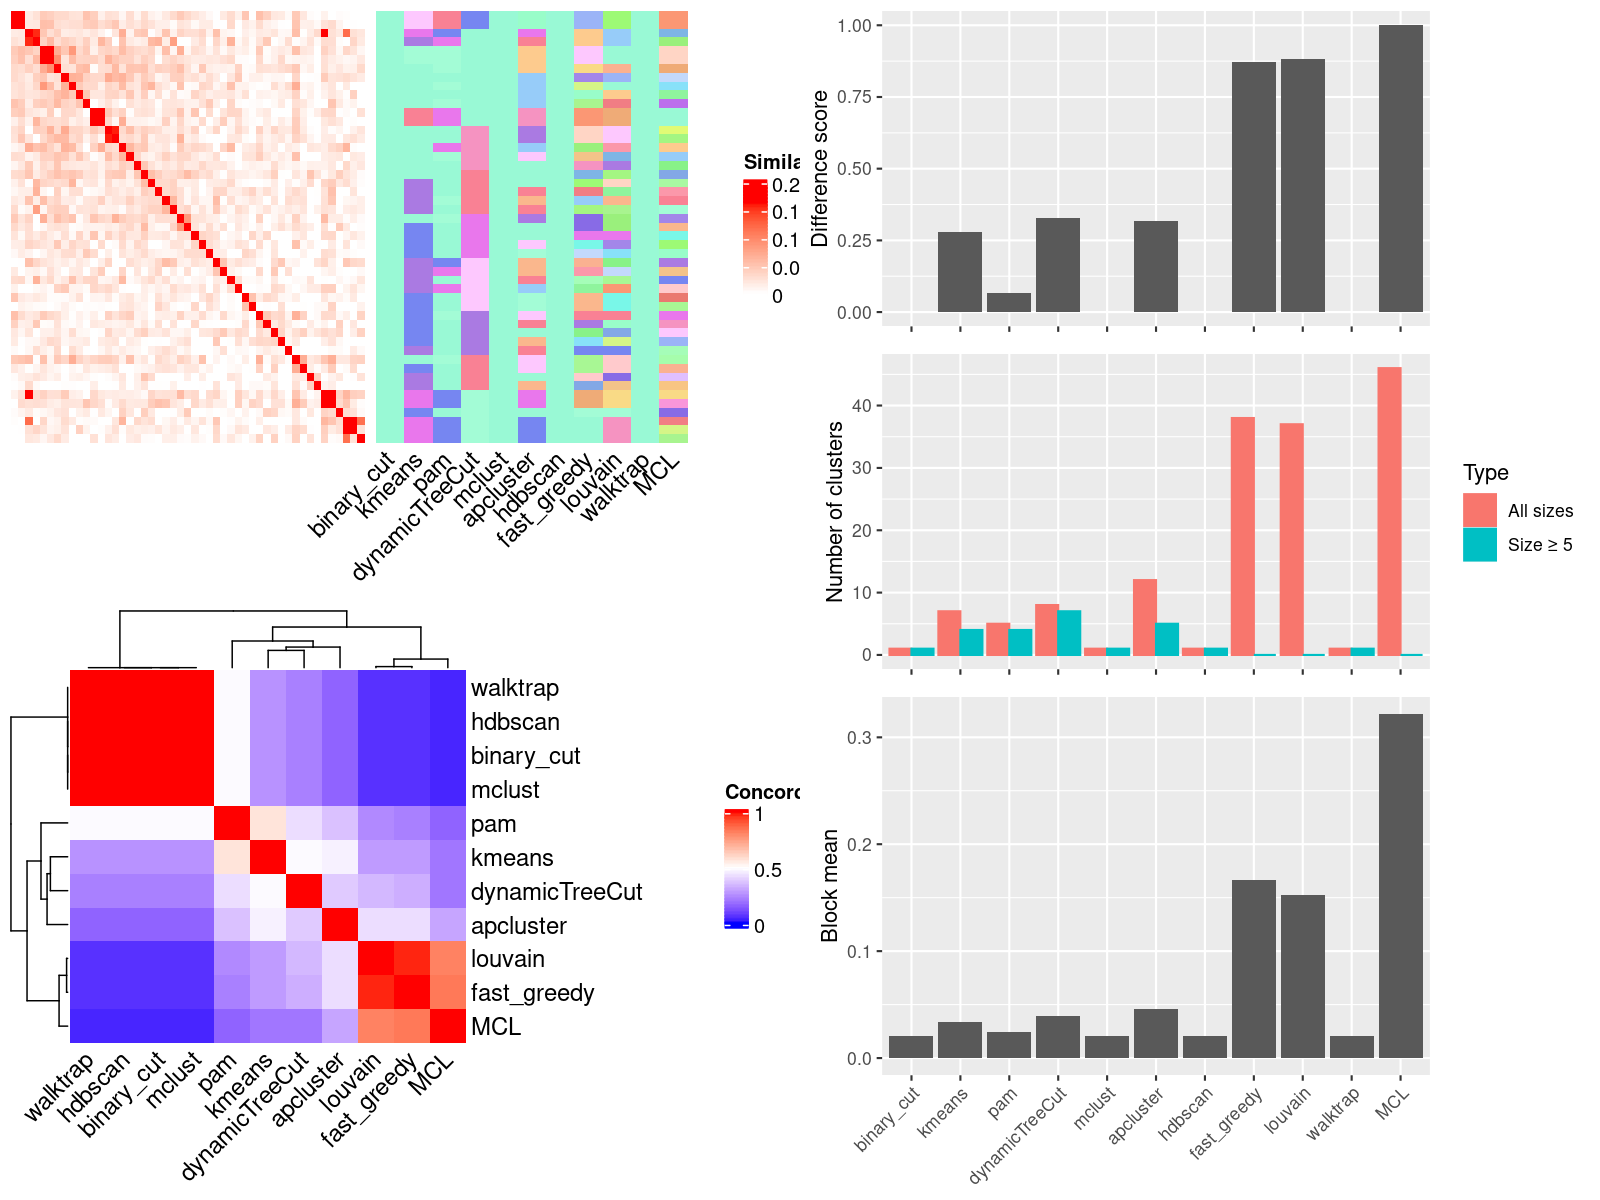 Simila
0.2
0.1
0.1
0.0
0
binary_cut
kmeans
pam
dynamicTreeCut
mclust
apcluster
hdbscan
fast_greedy
louvain
walktrap
MCL
walktrap
hdbscan
binary_cut
mclust
pam
kmeans
dynamicTreeCut
apcluster
louvain
fast_greedy
MCL
walktrap
hdbscan
binary_cut
mclust
pam
kmeans
dynamicTreeCut
apcluster
louvain
fast_greedy
MCL
Concord
1
0.5
0
Difference score
1.00
0.75
0.50
0.25
0.00
Number of clusters
40
30
20
10
0
Type
All sizes
Size ≥ 5
Block mean
0.3
0.2
0.1
0.0
binary_cut
kmeans
pam
dynamicTreeCut
mclust
apcluster
hdbscan
fast_greedy
louvain
walktrap
MCL